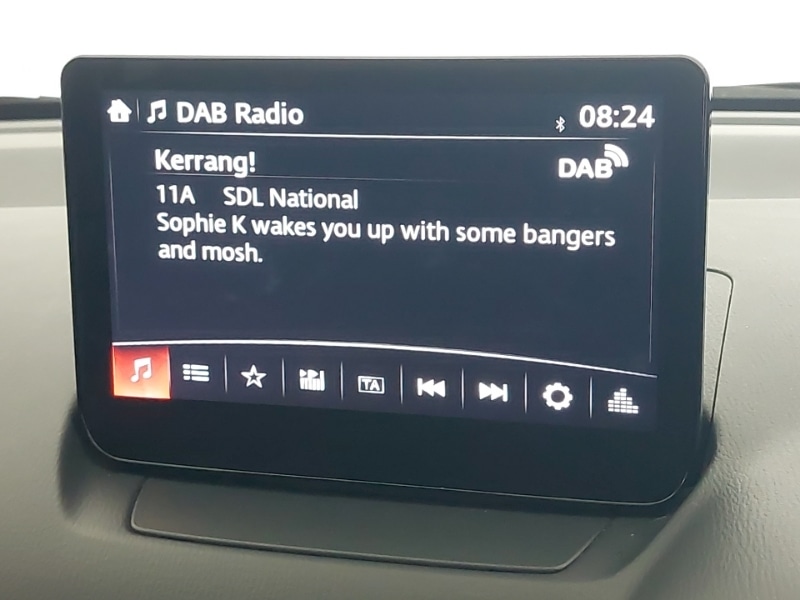 DAB Radio 08:24
Kerrang! DAB
11A SDL National
Sophie K wakes you up with some bangers
and mosh.
TA